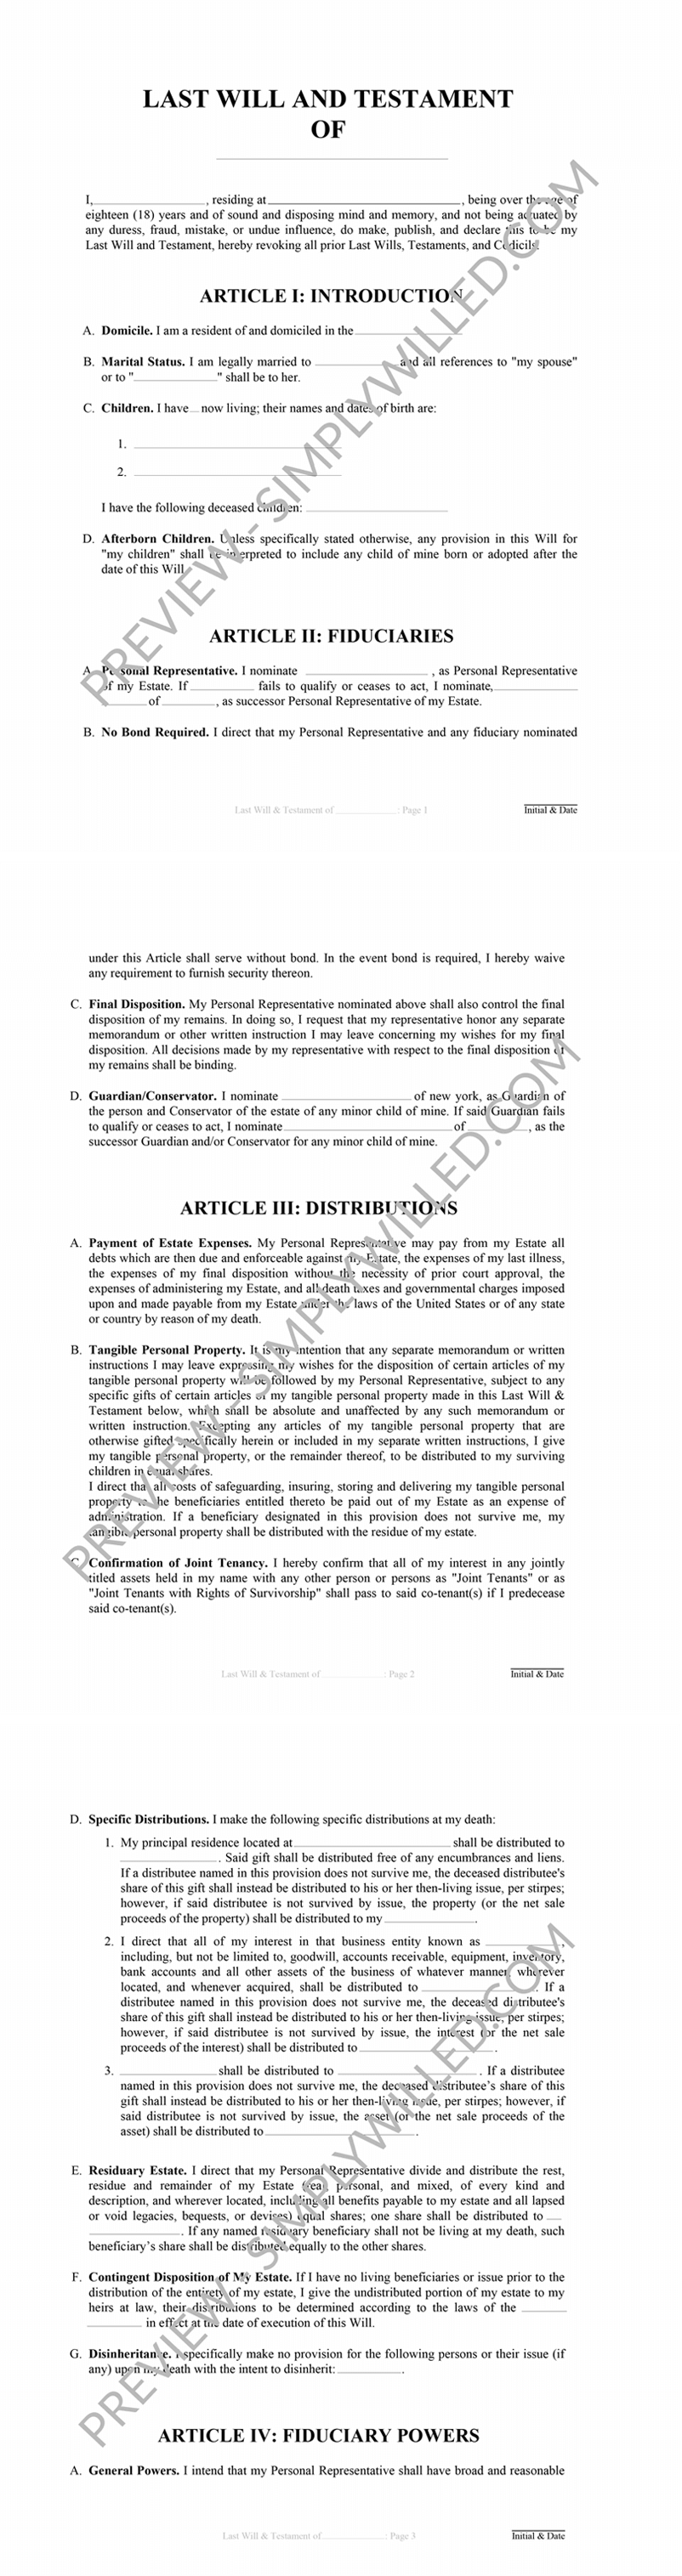 LAST WILL AND TESTAMENT
OF
I, , residing at , being over the age of
eighteen (18) years and of sound and disposing mind and memory, and not being actuated by
any duress, fraud, mistake, or undue influence, do make, publish, and declare this to be my
Last Will and Testament, hereby revoking all prior Last Wills, Testaments, and Codicils.
ARTICLE I: INTRODUCTION
A. Domicile. I am a resident of and domiciled in the
B. Marital Status. I am legally married to and all references to "my spouse"
or to " " shall be to her.
C. Children. I have now living; their names and dates of birth are:
1.
2.
I have the following deceased children:
D. Afterborn Children. Unless specifically stated otherwise, any provision in this Will for
"my children" shall be interpreted to include any child of mine born or adopted after the
date of this Will.
ARTICLE II: FIDUCIARIES
A. Personal Representative. I nominate , as Personal Representative
of my Estate. If fails to qualify or ceases to act, I nominate,
of , as successor Personal Representative of my Estate.
B. No Bond Required. I direct that my Personal Representative and any fiduciary nominated
Last Will & Testament of : Page 1
Initial & Date
PREVIEW - SIMPLYWILLED.COM
under this Article shall serve without bond. In the event bond is required, I hereby waive
any requirement to furnish security thereon.
C. Final Disposition. My Personal Representative nominated above shall also control the final
disposition of my remains. In doing so, I request that my representative honor any separate
memorandum or other written instruction I may leave concerning my wishes for my final
disposition. All decisions made by my representative with respect to the final disposition of
my remains shall be binding.
D. Guardian/Conservator. I nominate of new york, as Guardian of
the person and Conservator of the estate of any minor child of mine. If said Guardian fails
to qualify or ceases to act, I nominate of , as the
successor Guardian and/or Conservator for any minor child of mine.
ARTICLE III: DISTRIBUTIONS
A. Payment of Estate Expenses. My Personal Representative may pay from my Estate all
debts which are then due and enforceable against my Estate, the expenses of my last illness,
the expenses of my final disposition without the necessity of prior court approval, the
expenses of administering my Estate, and all death taxes and governmental charges imposed
upon and made payable from my Estate under the laws of the United States or of any state
or country by reason of my death.
B. Tangible Personal Property. It is my intention that any separate memorandum or written
instructions I may leave expressing my wishes for the disposition of certain articles of my
tangible personal property will be followed by my Personal Representative, subject to any
specific gifts of certain articles of my tangible personal property made in this Last Will &
Testament below, which shall be absolute and unaffected by any such memorandum or
written instruction. Excepting any articles of my tangible personal property that are
otherwise gifted specifically herein or included in my separate written instructions, I give
my tangible personal property, or the remainder thereof, to be distributed to my surviving
children in equal shares.
I direct that all costs of safeguarding, insuring, storing and delivering my tangible personal
property to the beneficiaries entitled thereto be paid out of my Estate as an expense of
administration. If a beneficiary designated in this provision does not survive me, my
tangible personal property shall be distributed with the residue of my estate.
C. Confirmation of Joint Tenancy. I hereby confirm that all of my interest in any jointly
titled assets held in my name with any other person or persons as "Joint Tenants" or as
"Joint Tenants with Rights of Survivorship" shall pass to said co-tenant(s) if I predecease
said co-tenant(s).
Last Will & Testament of : Page 2
Initial & Date
PREVIEW - SIMPLYWILLED.COM
D. Specific Distributions. I make the following specific distributions at my death:
1. My principal residence located at shall be distributed to
. Said gift shall be distributed free of any encumbrances and liens.
If a distributee named in this provision does not survive me, the deceased distributee's
share of this gift shall instead be distributed to his or her then-living issue, per stirpes;
however, if said distributee is not survived by issue, the property (or the net sale
proceeds of the property) shall be distributed to my .
2. I direct that all of my interest in that business entity known as ,
including, but not be limited to, goodwill, accounts receivable, equipment, inventory,
bank accounts and all other assets of the business of whatever manner, wherever
located, and whenever acquired, shall be distributed to . If a
distributee named in this provision does not survive me, the deceased distributee's
share of this gift shall instead be distributed to his or her then-living issue, per stirpes;
however, if said distributee is not survived by issue, the interest (or the net sale
proceeds of the interest) shall be distributed to .
3. shall be distributed to . If a distributee
named in this provision does not survive me, the deceased distributee's share of this
gift shall instead be distributed to his or her then-living issue, per stirpes; however, if
said distributee is not survived by issue, the asset (or the net sale proceeds of the
asset) shall be distributed to .
E. Residuary Estate. I direct that my Personal Representative divide and distribute the rest,
residue and remainder of my Estate (real, personal, and mixed, of every kind and
description, and wherever located, including all benefits payable to my estate and all lapsed
or void legacies, bequests, or devises) equal shares; one share shall be distributed to
. If any named residuary beneficiary shall not be living at my death, such
beneficiary's share shall be distributed equally to the other shares.
F. Contingent Disposition of My Estate. If I have no living beneficiaries or issue prior to the
distribution of the entirety of my estate, I give the undistributed portion of my estate to my
heirs at law, their distributions to be determined according to the laws of the
in effect at the date of execution of this Will.
G. Disinheritance. I specifically make no provision for the following persons or their issue (if
any) upon my death with the intent to disinherit: .
ARTICLE IV: FIDUCIARY POWERS
A. General Powers. I intend that my Personal Representative shall have broad and reasonable
Last Will & Testament of : Page 3
Initial & Date
PREVIEW - SIMPLYWILLED.COM